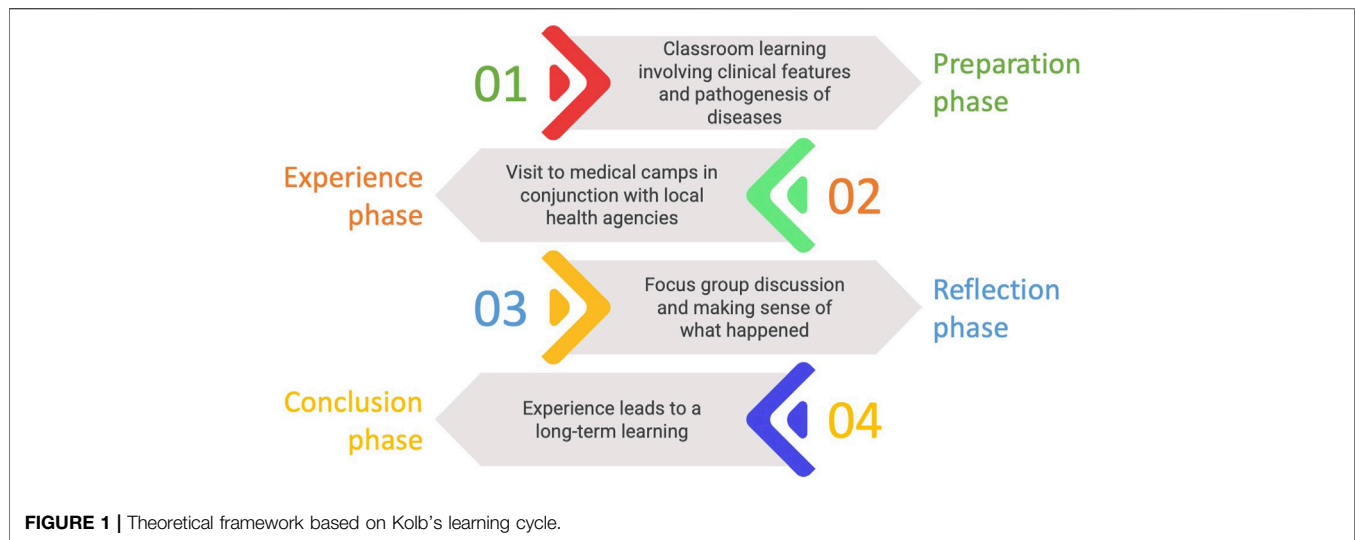 01
Classroom learning
involving clinical features
and pathogenesis of
diseases
Preparation
phase
Experience
phase
Visit to medical camps in
conjunction with local
health agencies
02
03
Focus group discussion
and making sense of
what happened
Reflection
phase
Conclusion
phase
Experience leads to a
long-term learning
04
FIGURE 1 | Theoretical framework based on Kolb's learning cycle.